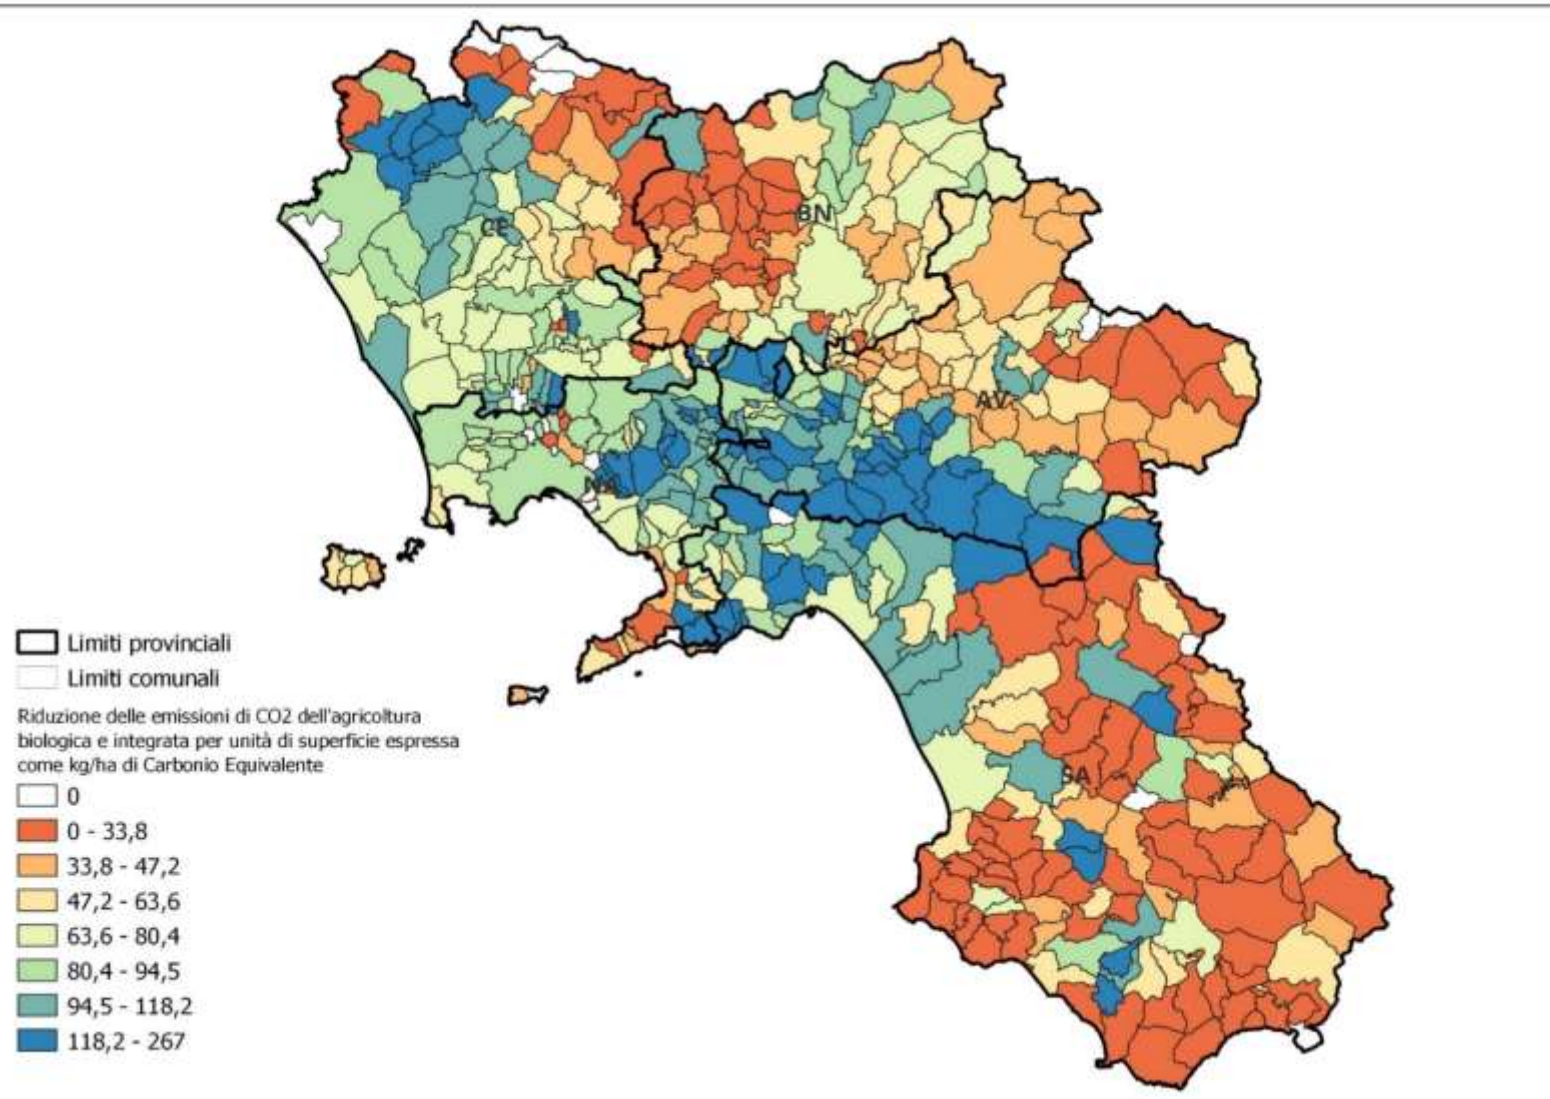 BN
CE
AV
NA
SA
Limiti provinciali
Limiti comunali
Riduzione delle emissioni di CO2 dell'agricoltura
biologica e integrata per unità di superficie espressa
come kg/ha di Carbonio Equivalente
0
0 - 33,8
33,8 - 47,2
47,2 - 63,6
63,6 - 80,4
80,4 - 94,5
94,5 - 118,2
118,2 - 267